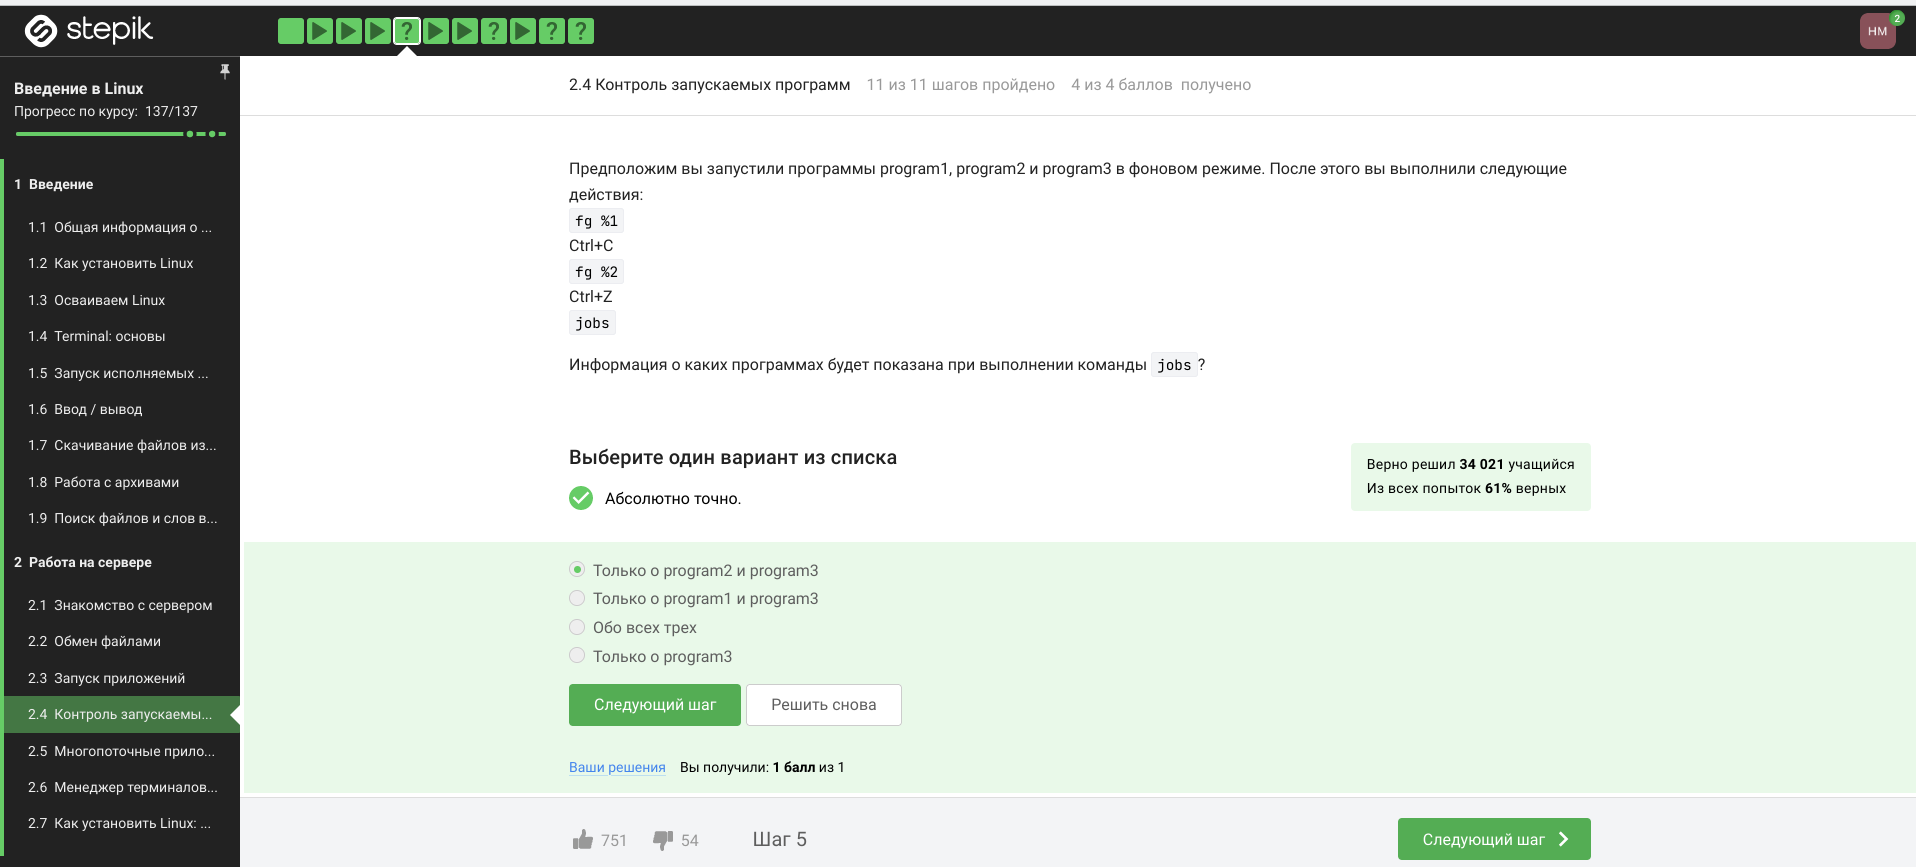 stepik
?
?
?
?
НМ
2
Введение в Linux
Прогресс по курсу: 137/137
1 Введение
1.1 Общая информация о ...
1.2 Как установить Linux
1.3 Осваиваем Linux
1.4 Terminal: основы
1.5 Запуск исполняемых ...
1.6 Ввод / вывод
1.7 Скачивание файлов из...
1.8 Работа с архивами
1.9 Поиск файлов и слов в...
2 Работа на сервере
2.1 Знакомство с сервером
2.2 Обмен файлами
2.3 Запуск приложений
2.4 Контроль запускаемы...
2.5 Многопоточные прило...
2.6 Менеджер терминалов...
2.7 Как установить Linux: ...
2.4 Контроль запускаемых программ 11 из 11 шагов пройдено 4 из 4 баллов получено
Предположим вы запустили программы program1, program2 и program3 в фоновом режиме. После этого вы выполнили следующие
действия:
fg %1
Ctrl+C
fg %2
Ctrl+Z
jobs
Информация о каких программах будет показана при выполнении команды jobs?
Выберите один вариант из списка
Абсолютно точно.
Верно решил 34 021 учащийся
Из всех попыток 61% верных
Только о program2 и program3
Только о program1 и program3
Обо всех трех
Только о program3
Следующий шаг
Решить снова
Ваши решения Вы получили: 1 балл из 1
751
54
Шаг 5
Следующий шаг